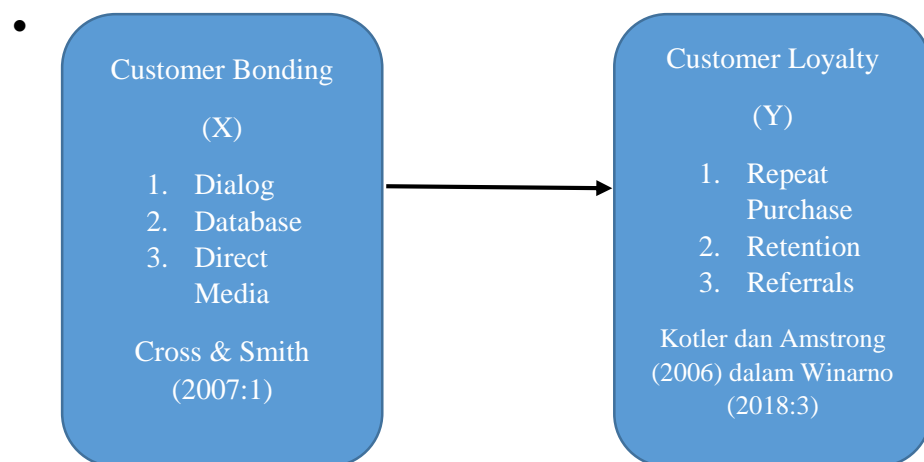 •
Customer Bonding
(X)
1. Dialog
2. Database
3. Direct
Media
Cross & Smith
(2007:1)
Customer Loyalty
(Y)
1. Repeat
Purchase
2. Retention
3. Referrals
Kotler dan Amstrong
(2006) dalam Winarno
(2018:3)